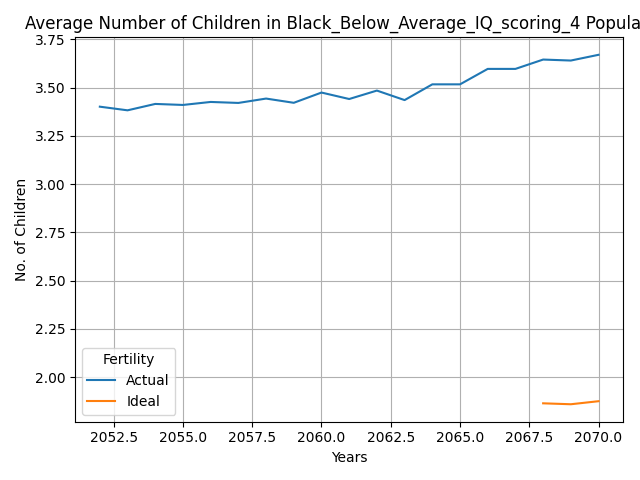 Average Number of Children in Black_Below_Average_IQ_scoring_4 Popula
3.75
3.50
3.25
3.00
2.75
2.50
2.25
2.00
No. of Children
Fertility
Actual
Ideal
2052.5 2055.0 2057.5 2060.0 2062.5 2065.0 2067.5 2070.0
Years